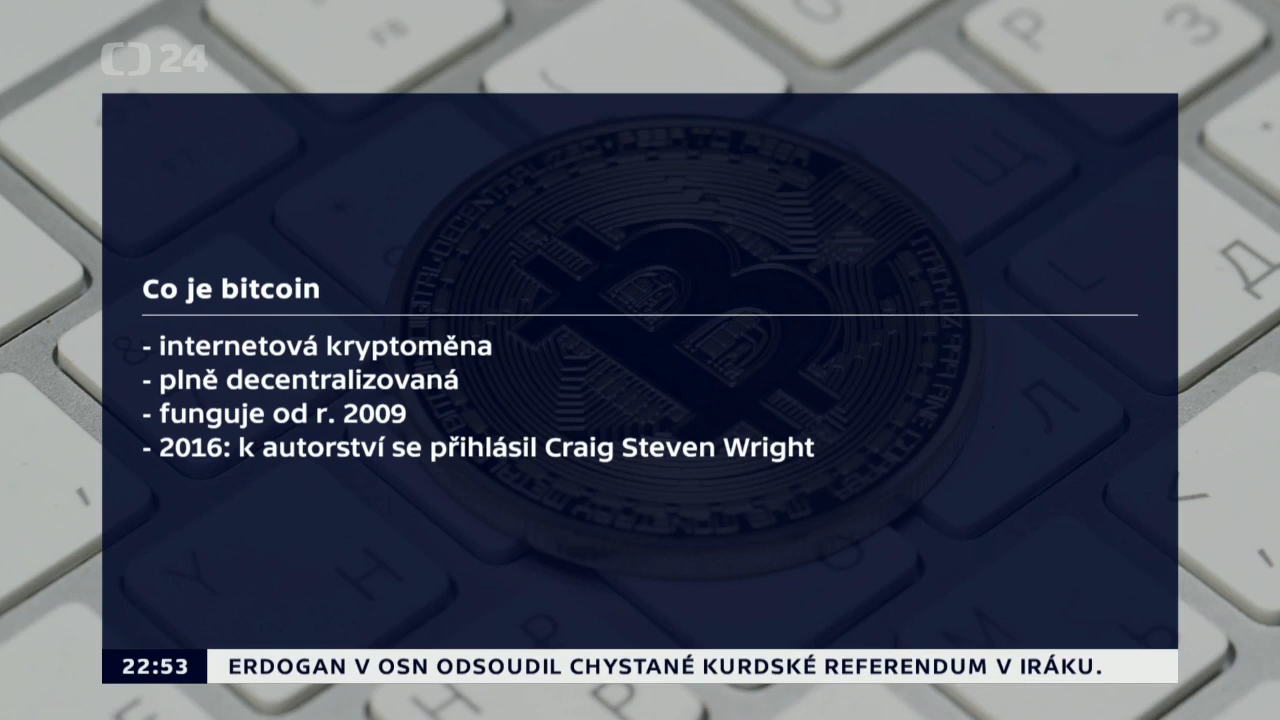 ČT 24
Co je bitcoin
- internetová kryptoměna
- plně decentralizovaná
- funguje od r. 2009
- 2016: k autorství se přihlásil Craig Steven Wright
22:53 ERDOGAN V OSN ODSOUDIL CHYSTANÉ KURDSKÉ REFERENDUM V IRÁKU.